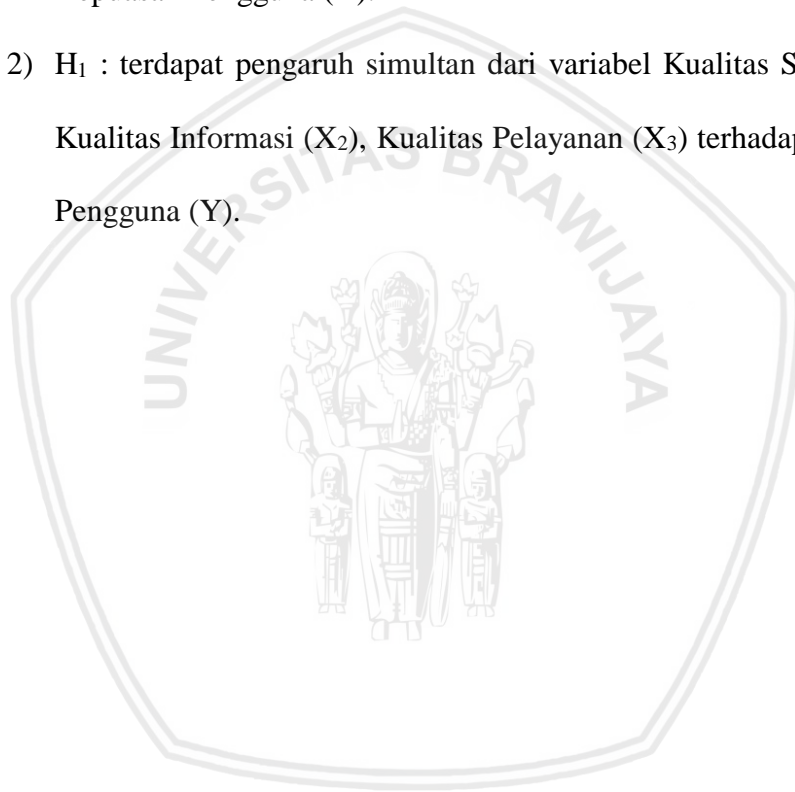 Pengguna
2) H₁ : terdapat pengaruh simultan dari variabel Kualitas S
Kualitas Informasi (X₂), Kualitas Pelayanan (X₃) terhadap
Pengguna (Y).
UNIVERSITAS BRAWIJAYA